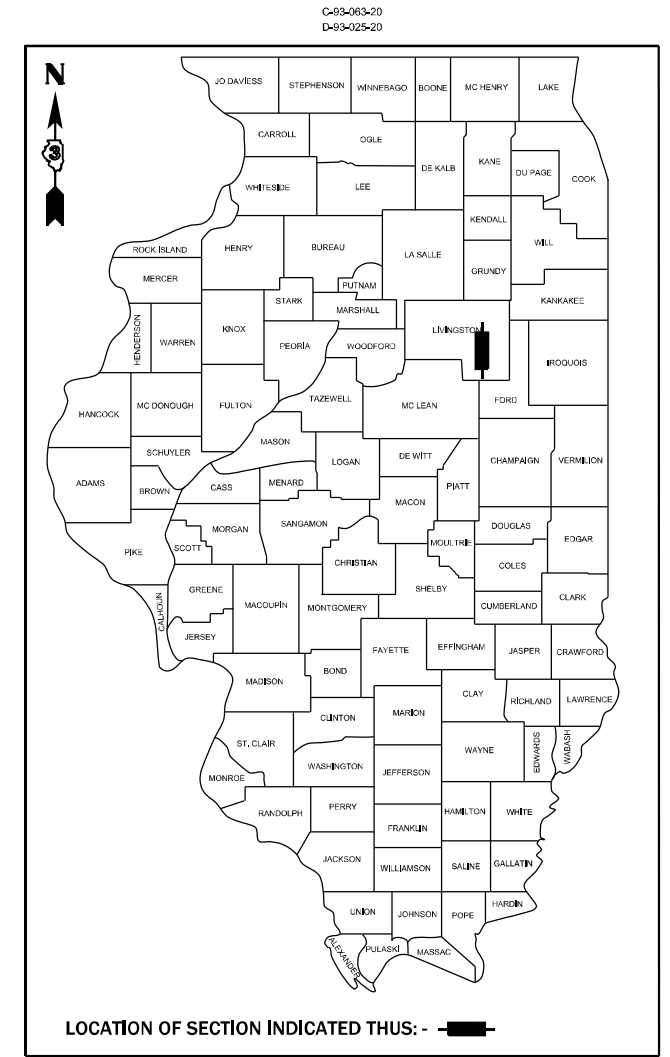 C-93-063-20
D-93-025-20
N
3
JO DAVIESS
STEPHENSON
WINNEBAGO
BOONE
MC HENRY
LAKE
CARROLL
OGLE
DE KALB
KANE
DU PAGE
COOK
WHITESIDE
LEE
KENDALL
WILL
ROCK ISLAND
HENRY
BUREAU
LA SALLE
GRUNDY
MERCER
PUTNAM
KANKAKEE
STARK
MARSHALL
HENDERSON
WARREN
KNOX
PEORIA
WOODFORD
LIVINGSTON
IROQUOIS
HANCOCK
MC DONOUGH
FULTON
TAZEWELL
MC LEAN
FORD
MASON
SCHUYLER
LOGAN
DE WITT
CHAMPAIGN
VERMILION
ADAMS
BROWN
CASS
MENARD
PIATT
MACON
SANGAMON
MORGAN
DOUGLAS
EDGAR
PIKE
SCOTT
CHRISTIAN
MOULTRIE
COLES
CALHOUN
GREENE
MACOUPIN
MONTGOMERY
SHELBY
CUMBERLAND
CLARK
JERSEY
FAYETTE
EFFINGHAM
JASPER
CRAWFORD
MADISON
BOND
CLAY
RICHLAND
LAWRENCE
CLINTON
MARION
ST. CLAIR
WAYNE
EDWARDS
WABASH
MONROE
WASHINGTON
JEFFERSON
RANDOLPH
PERRY
HAMILTON
WHITE
FRANKLIN
JACKSON
WILLIAMSON
SALINE
GALLATIN
UNION
JOHNSON
POPE
HARDIN
ALEXANDER
PULASKI
MASSAC
LOCATION OF SECTION INDICATED THUS: -